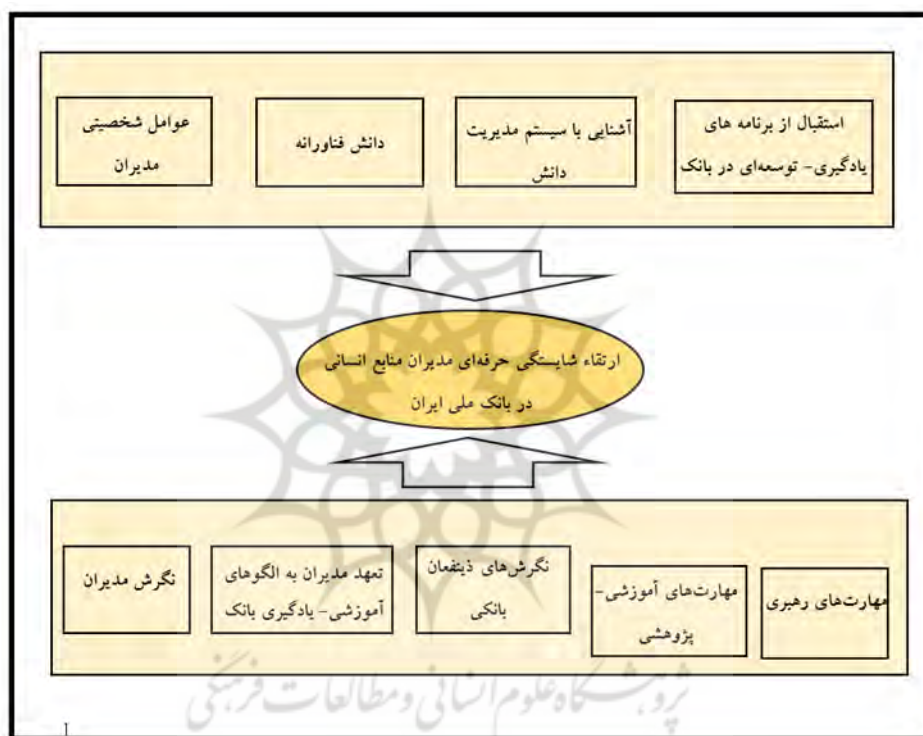 استقبال از برنامه های
یادگیری- توسعه‌ای در بانک
آشنایی با سیستم مدیریت
دانش
دانش فناورانه
عوامل شخصیتی
مدیران
ارتقاء شایستگی حرفه‌ای مدیران منابع انسانی
در بانک ملی ایران
مهارت‌های رهبری
مهارت‌های آموزشی-
پژوهشی
نگرش‌های ذینفعان
بانکی
تعهد مدیران به الگوهای
آموزشی- یادگیری بانک
نگرش مدیران
پژوهشگاه علوم انسانی و مطالعات فرهنگی